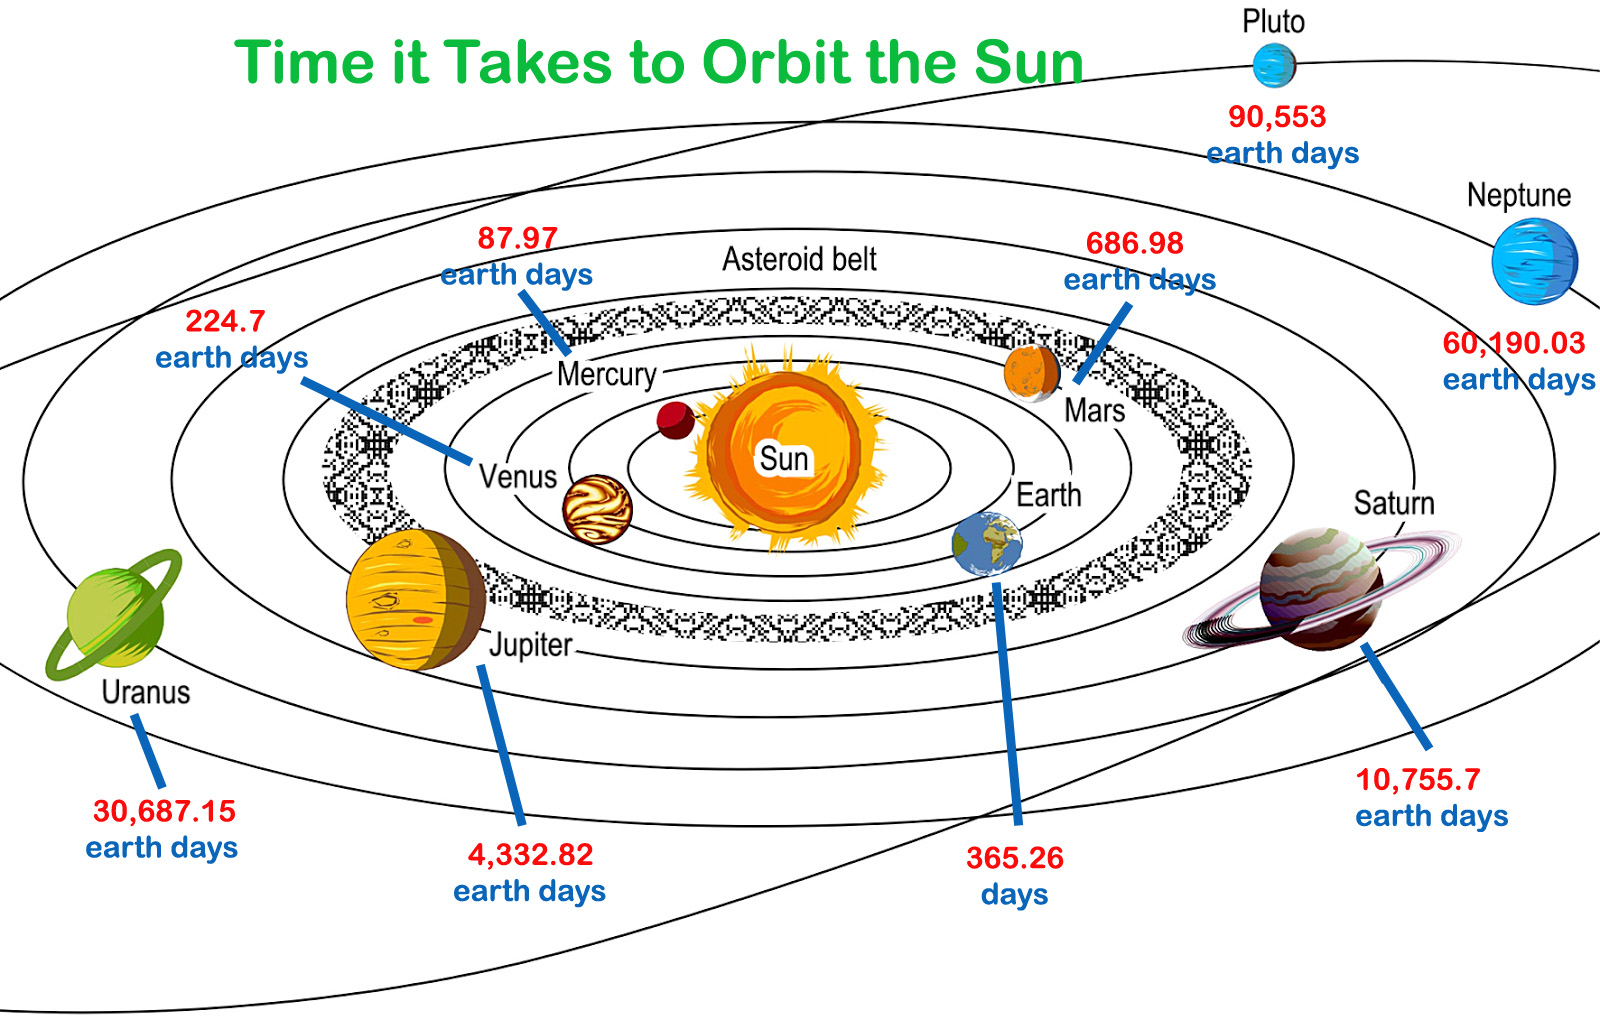 Time it Takes to Orbit the Sun
Pluto
90,553
earth days
Neptune
60,190.03
earth days
87.97
earth days
Asteroid belt
686.98
earth days
224.7
earth days
Mercury
Mars
Sun
Venus
Earth
Saturn
Jupiter
Uranus
10,755.7
earth days
30,687.15
earth days
4,332.82
earth days
365.26
days